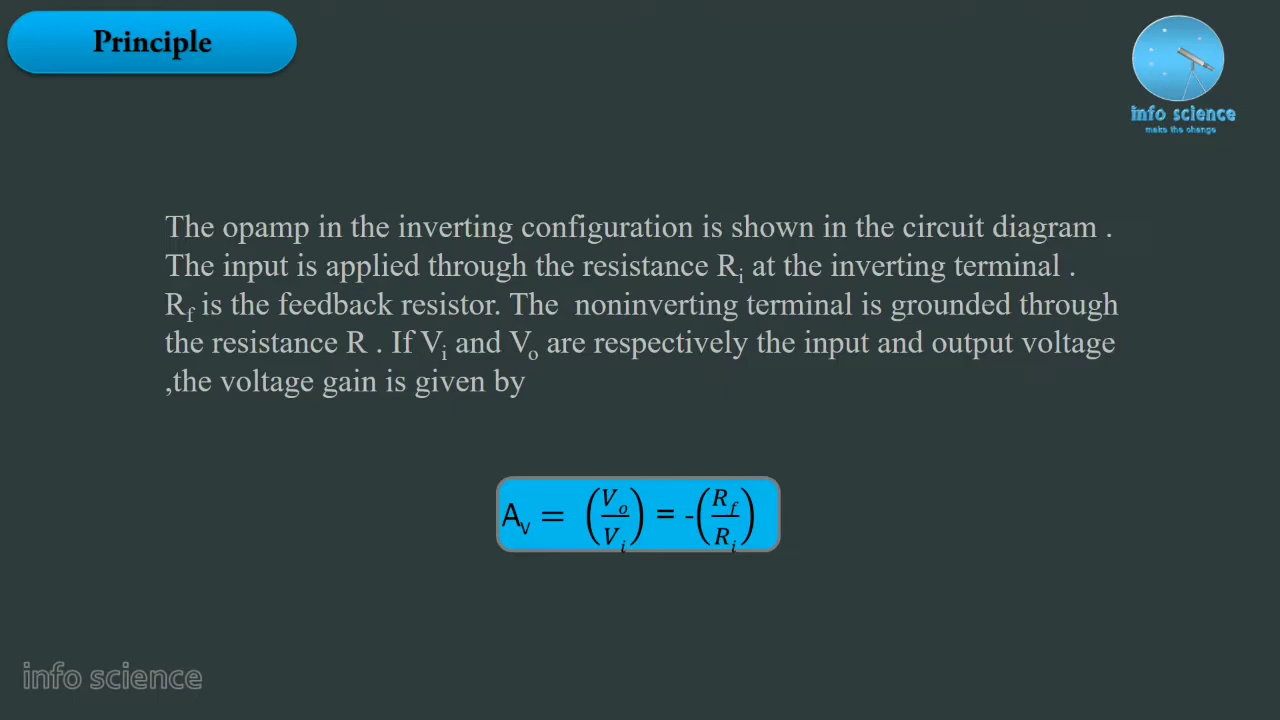 Principle
info science
make the change
The opamp in the inverting configuration is shown in the circuit diagram .
The input is applied through the resistance Rᵢ at the inverting terminal .
R_f is the feedback resistor. The noninverting terminal is grounded through
the resistance R . If Vᵢ and Vₒ are respectively the input and output voltage
,the voltage gain is given by
Aᵥ = (Vₒ/Vᵢ) = -(R_f/Rᵢ)
info science